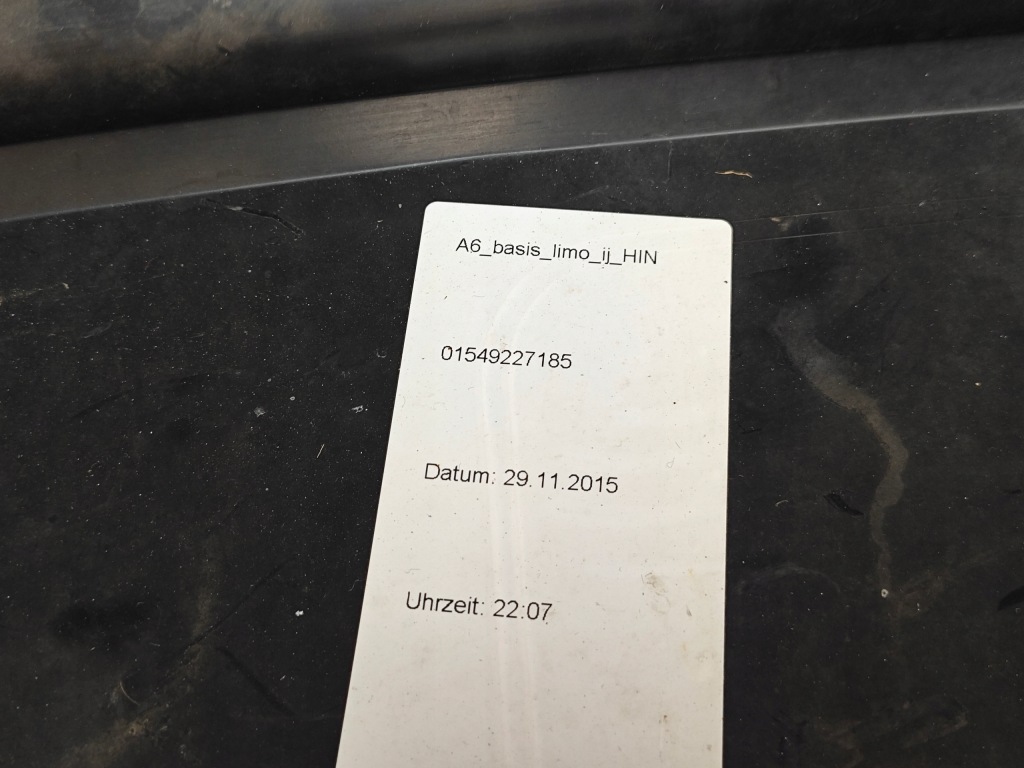 A6_basis_limo_ij_HIN
01549227185
Datum: 29.11.2015
Uhrzeit: 22:07